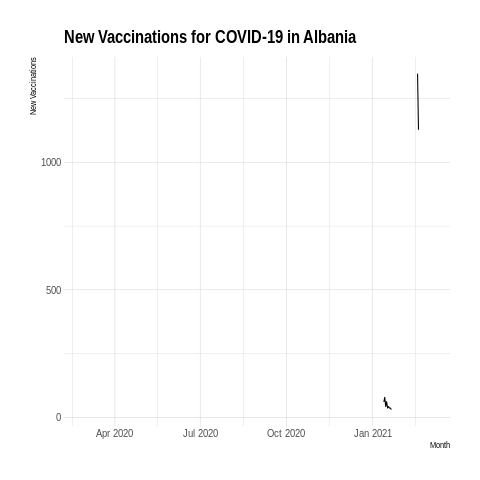 New Vaccinations for COVID-19 in Albania
New Vaccinations
1000
500
0
Apr 2020 Jul 2020 Oct 2020 Jan 2021
Month